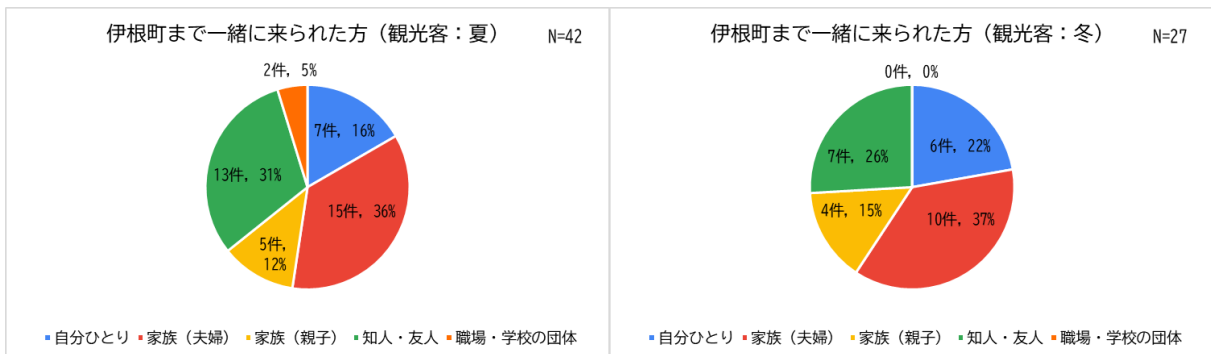 伊根町まで一緒に来られた方（観光客：夏）
N=42
2件, 5%
7件, 16%
13件, 31%
15件, 36%
5件,
12%
自分ひとり 家族（夫婦） 家族（親子） 知人・友人 職場・学校の団体
伊根町まで一緒に来られた方（観光客：冬）
N=27
0件, 0%
6件, 22%
7件, 26%
4件, 15%
10件, 37%
自分ひとり 家族（夫婦） 家族（親子） 知人・友人 職場・学校の団体